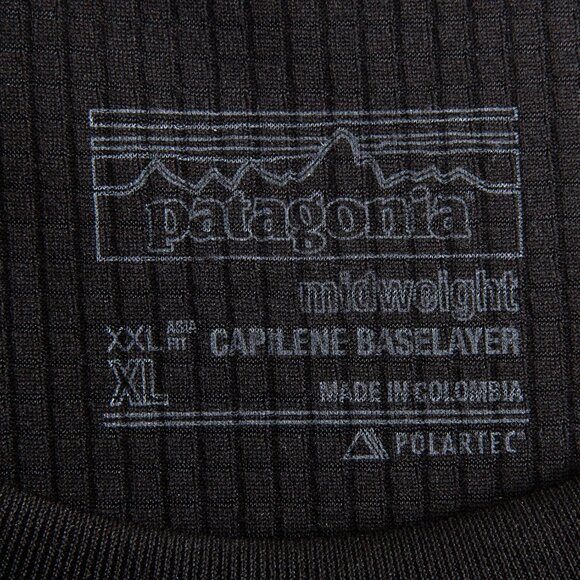 patagonia
midweight
XXL ASIA FIT CAPILENE BASELAYER
XL MADE IN COLOMBIA
POLARTEC®